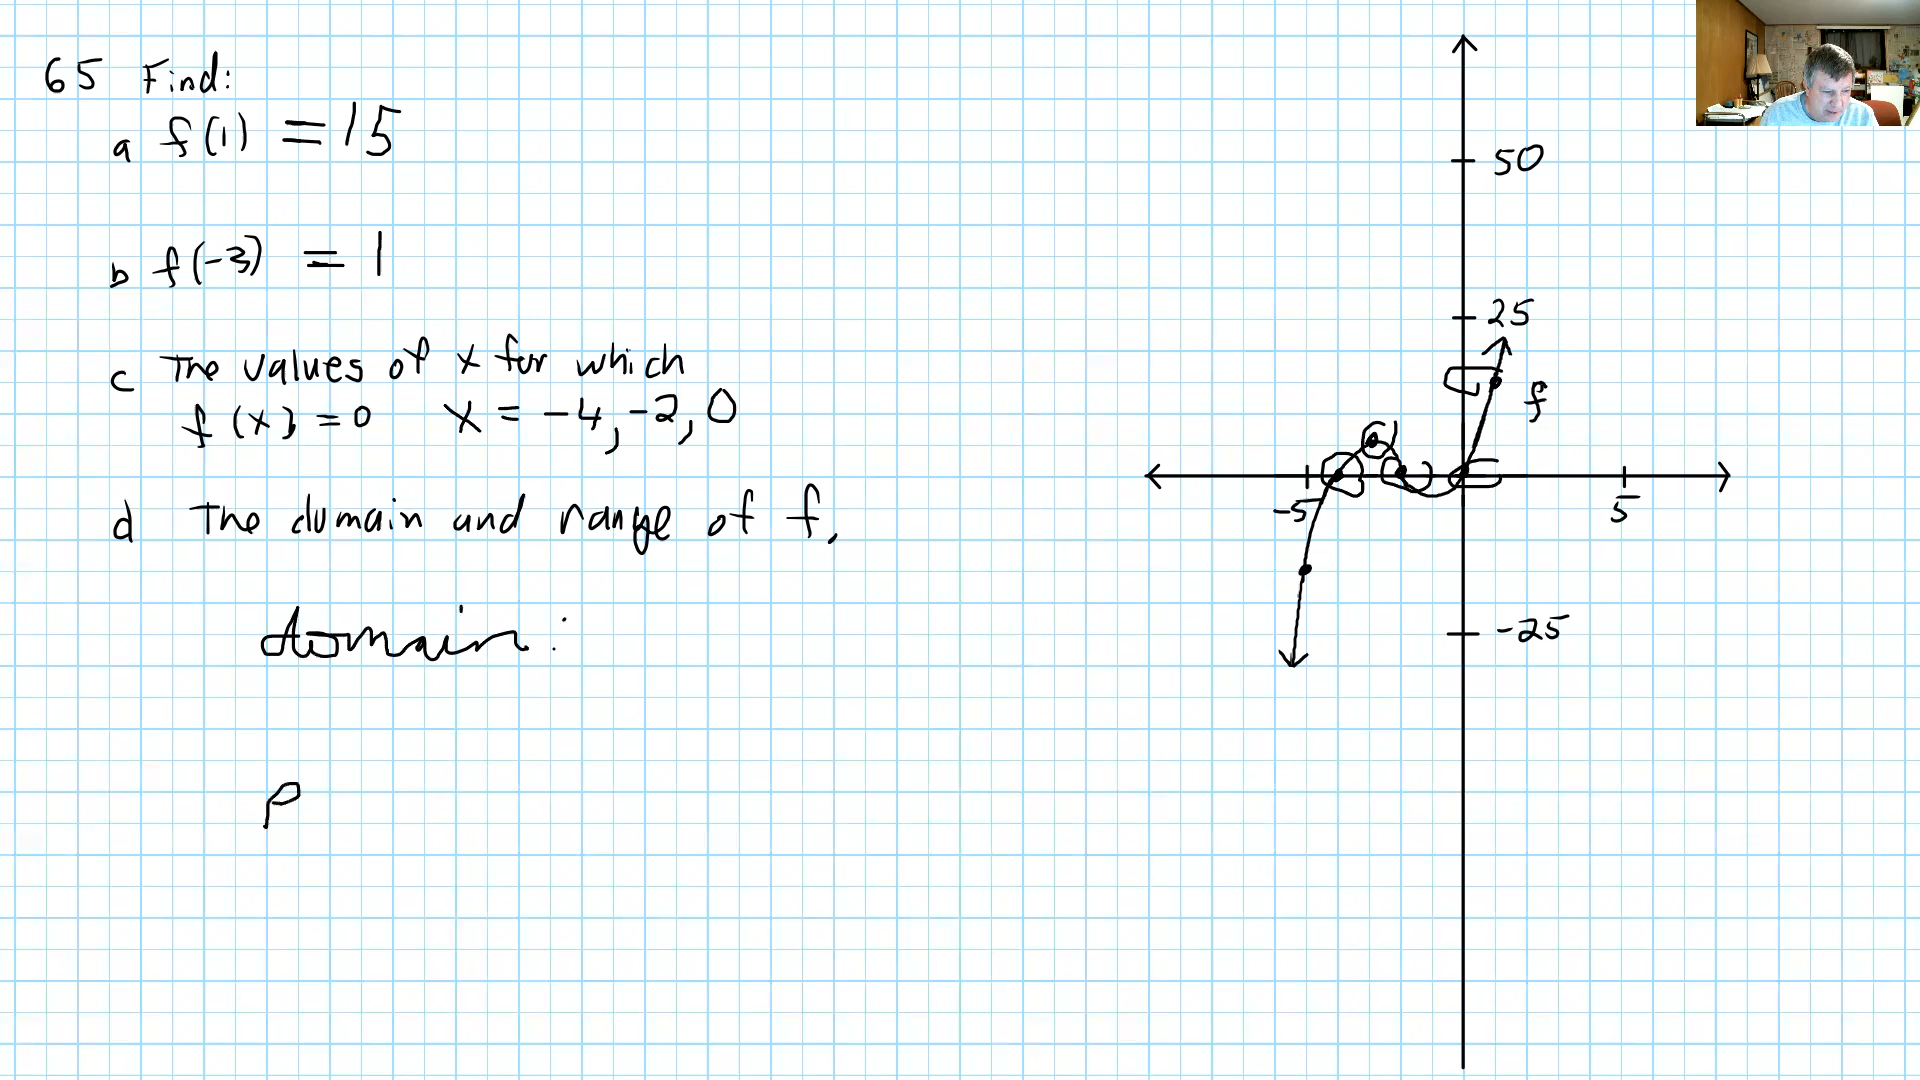 65 Find:
a f(1) = 15
b f(-3) = 1
c The values of x for which
f(x) = 0 x = -4, -2, 0
d The domain and range of f.
domain:
R
50
25
f
-5
5
-25